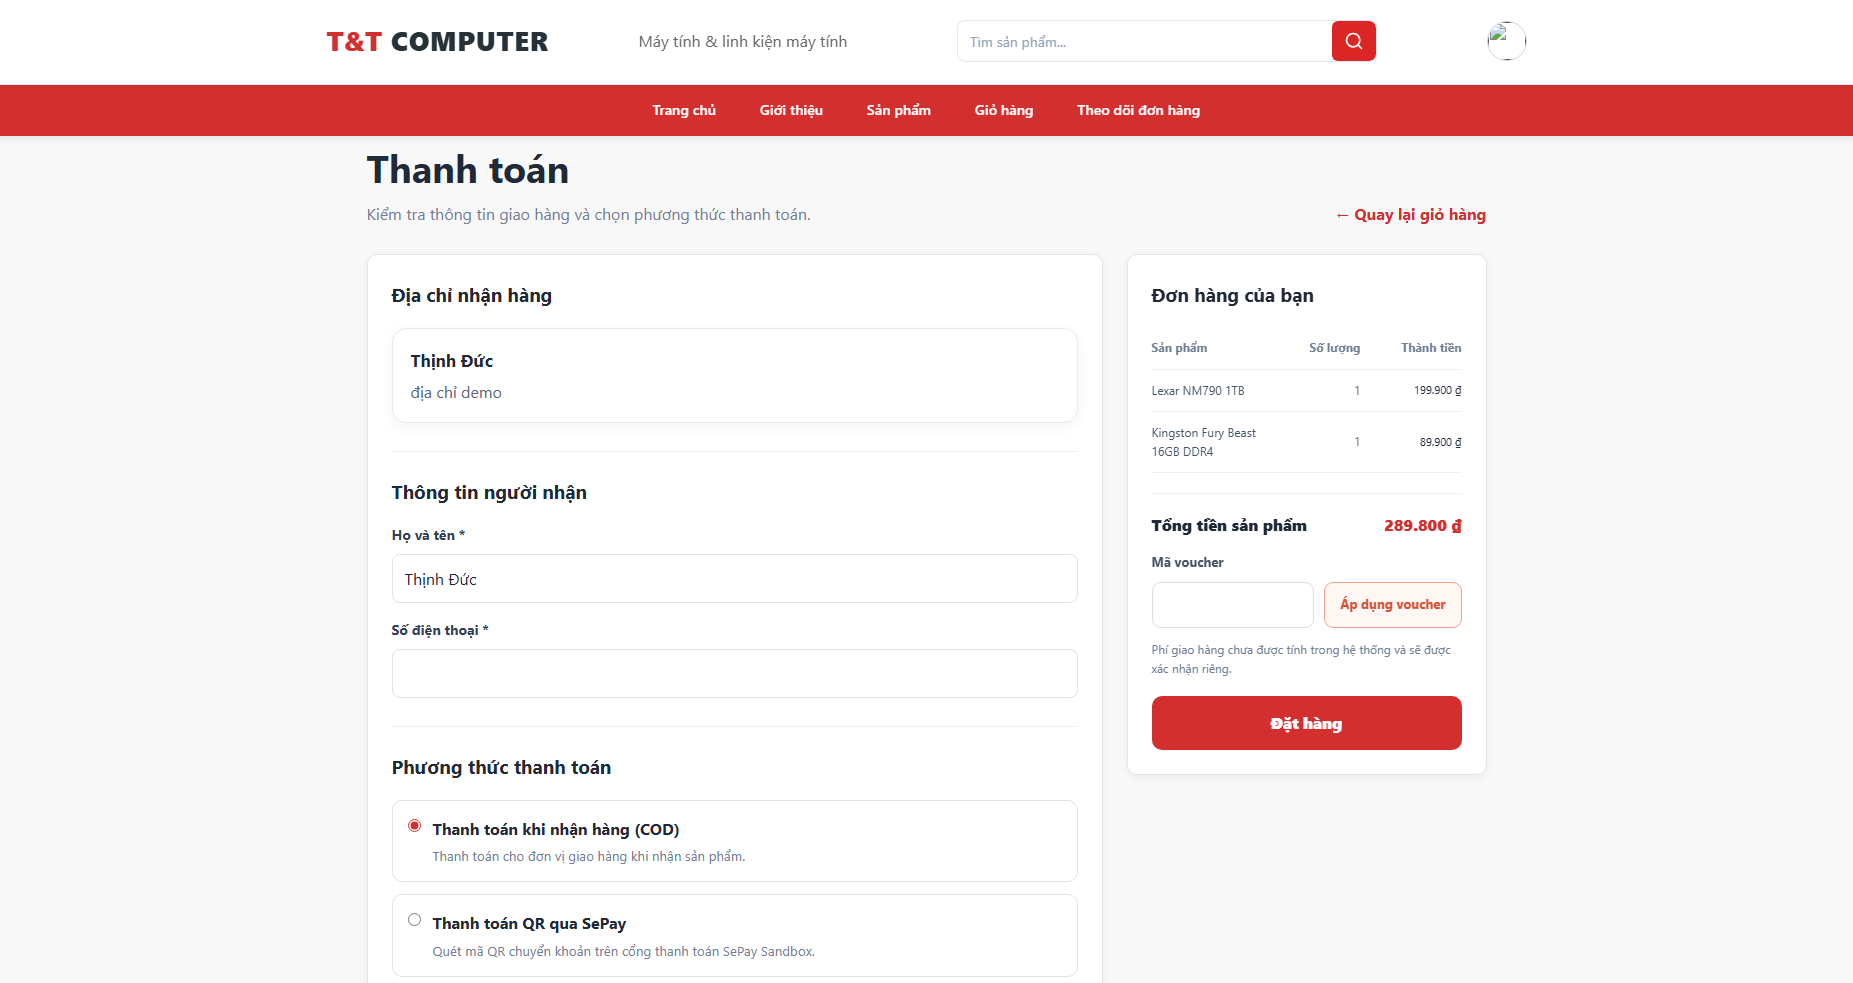 T&T COMPUTER
Máy tính & linh kiện máy tính
Tìm sản phẩm...
Trang chủ
Giới thiệu
Sản phẩm
Giỏ hàng
Theo dõi đơn hàng
Thanh toán
Kiểm tra thông tin giao hàng và chọn phương thức thanh toán.
← Quay lại giỏ hàng
Địa chỉ nhận hàng
Thịnh Đức
địa chỉ demo
Thông tin người nhận
Họ và tên *
Thịnh Đức
Số điện thoại *
Phương thức thanh toán
Thanh toán khi nhận hàng (COD)
Thanh toán cho đơn vị giao hàng khi nhận sản phẩm.
Thanh toán QR qua SePay
Quét mã QR chuyển khoản trên cổng thanh toán SePay Sandbox.
Đơn hàng của bạn
Sản phẩm Số lượng Thành tiền
Lexar NM790 1TB 1 199.900 ₫
Kingston Fury Beast
16GB DDR4 1 89.900 ₫
Tổng tiền sản phẩm 289.800 ₫
Mã voucher
Áp dụng voucher
Phí giao hàng chưa được tính trong hệ thống và sẽ được
xác nhận riêng.
Đặt hàng